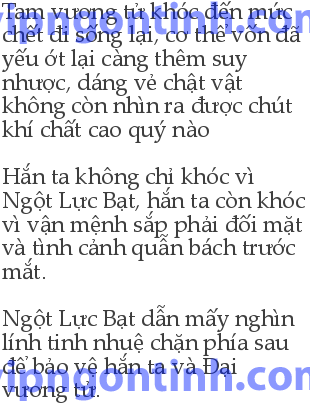 Tam vương tử khóc đến mức
chết đi sống lại, cơ thể vốn đã
yếu ớt lại càng thêm suy
nhược, dáng vẻ chật vật
không còn nhìn ra được chút
khí chất cao quý nào
Hắn ta không chỉ khóc vì
Ngột Lực Bạt, hắn ta còn khóc
vì vận mệnh sắp phải đối mặt
và tình cảnh quẫn bách trước
mắt.
Ngột Lực Bạt dẫn mấy nghìn
lính tinh nhuệ chặn phía sau
để bảo vệ hắn ta và Đại
vương tử.
vipngontinh.com
vipngontinh.com